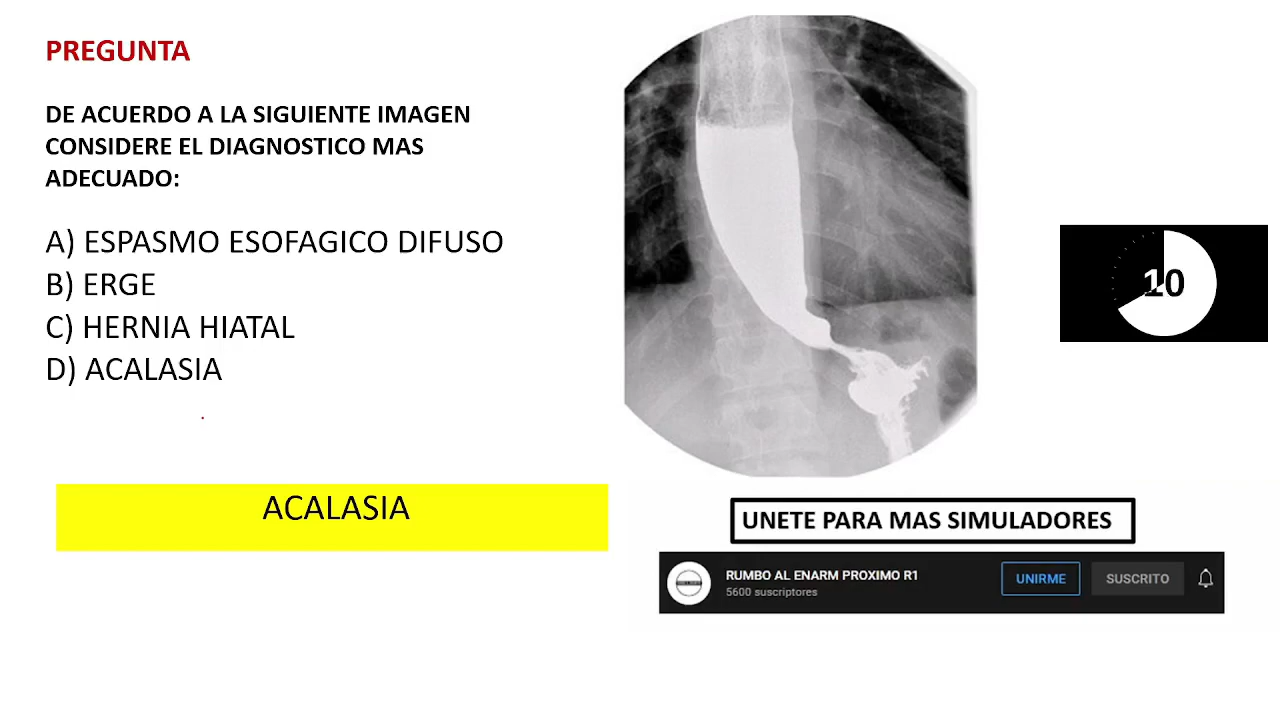 PREGUNTA
DE ACUERDO A LA SIGUIENTE IMAGEN
CONSIDERE EL DIAGNOSTICO MAS
ADECUADO:
A) ESPASMO ESOFAGICO DIFUSO
B) ERGE
C) HERNIA HIATAL
D) ACALASIA
ACALASIA
10
UNETE PARA MAS SIMULADORES
RUMBO AL ENARM PROXIMO R1
5600 suscriptores
UNIRME
SUSCRITO